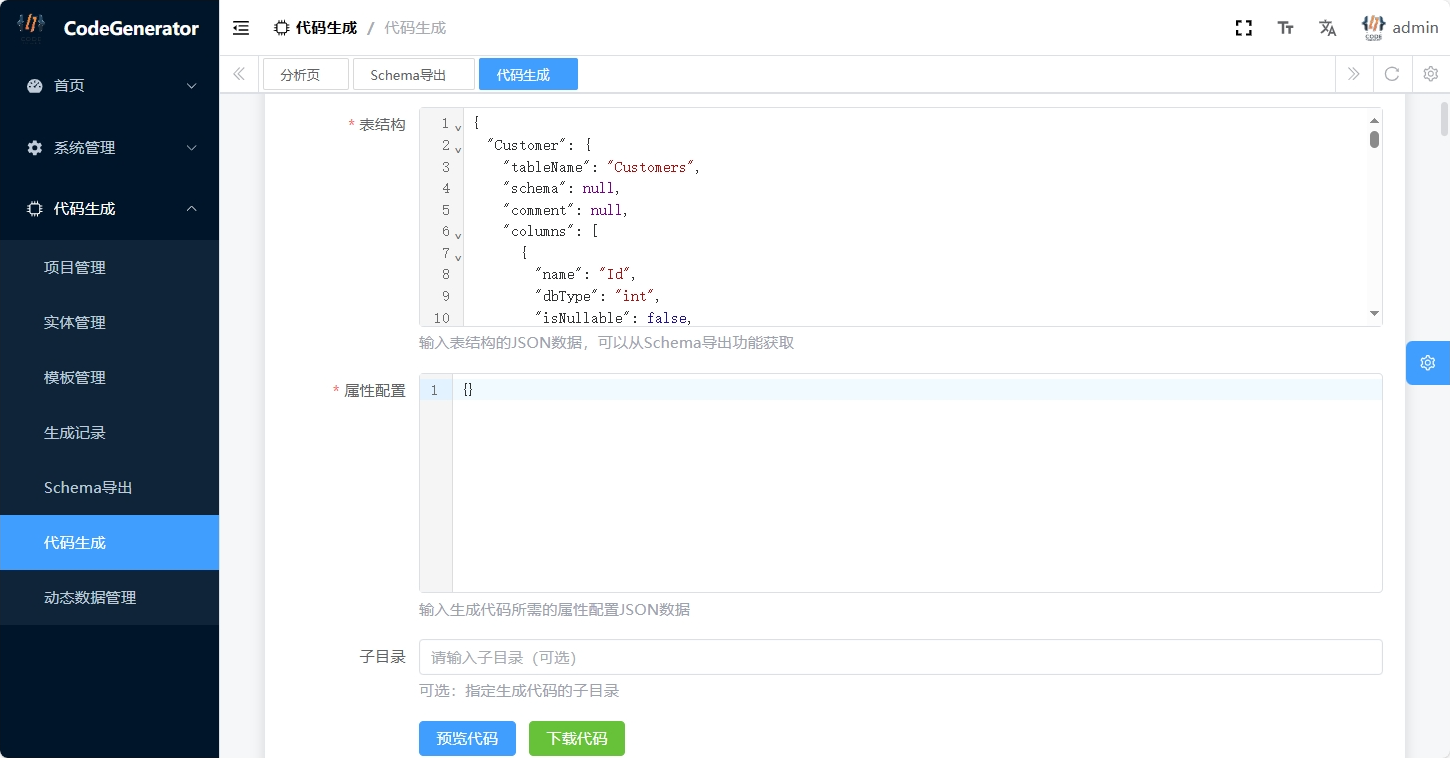 CodeGenerator
代码生成 / 代码生成
admin
首页
系统管理
代码生成
项目管理
实体管理
模板管理
生成记录
Schema导出
代码生成
动态数据管理
分析页
Schema导出
代码生成
* 表结构
1 {
2 "Customer": {
3 "tableName": "Customers",
4 "schema": null,
5 "comment": null,
6 "columns": [
7 {
8 "name": "Id",
9 "dbType": "int",
10 "isNullable": false,
输入表结构的JSON数据，可以从Schema导出功能获取
* 属性配置
1 {}
输入生成代码所需的属性配置JSON数据
子目录
请输入子目录（可选）
可选：指定生成代码的子目录
预览代码
下载代码